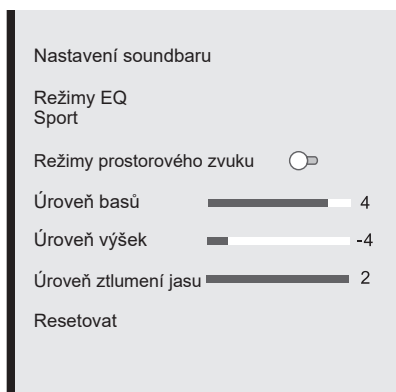 Nastavení soundbaru
Režimy EQ
Sport
Režimy prostorového zvuku
Úroveň basů 4
Úroveň výšek -4
Úroveň ztlumení jasu 2
Resetovat